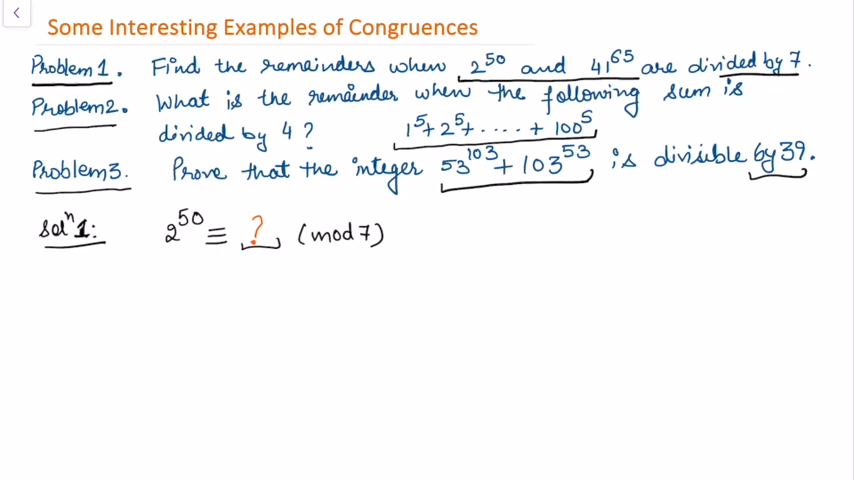 Some Interesting Examples of Congruences
Problem 1. Find the remainders when 2^50 and 41^65 are divided by 7.
Problem 2. What is the remainder when the following sum is
divided by 4? 1^5 + 2^5 + ..... + 100^5
Problem 3. Prove that the integer 53^103 + 103^53 is divisible by 39.
Sol^n 1: 2^50 ≡ ? (mod 7)